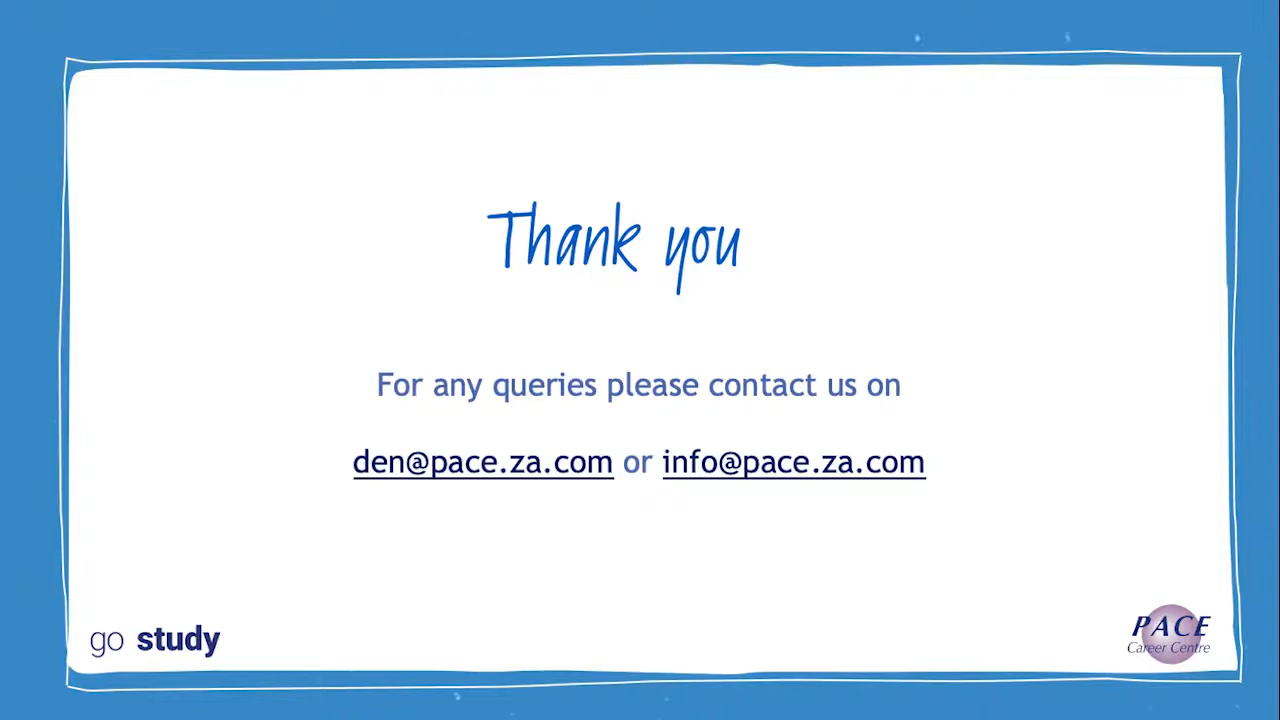 Thank you
For any queries please contact us on
den@pace.za.com or info@pace.za.com
go study
PACE
Career Centre